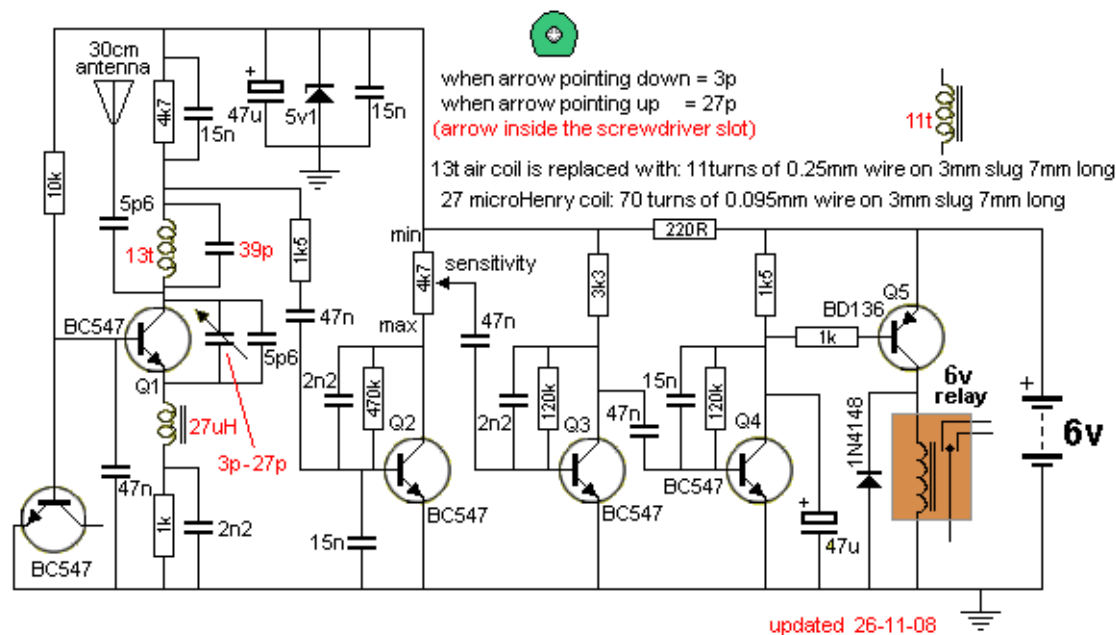 30cm
antenna
4k7
15n
47u
+
5v1
15n
when arrow pointing down = 3p
when arrow pointing up = 27p
(arrow inside the screwdriver slot)
11t
13t air coil is replaced with: 11turns of 0.25mm wire on 3mm slug 7mm long
27 microHenry coil: 70 turns of 0.095mm wire on 3mm slug 7mm long
10k
5p6
13t
39p
1k5
min
4k7
sensitivity
max
220R
3k3
1k5
Q5
BD136
BC547
Q1
5p6
47n
47n
1k
6v
relay
+
6v
2n2
470k
Q2
2n2
120k
Q3
47n
15n
120k
Q4
1N4148
27uH
3p-27p
47n
1k
2n2
BC547
15n
BC547
BC547
BC547
+
47u
updated 26-11-08